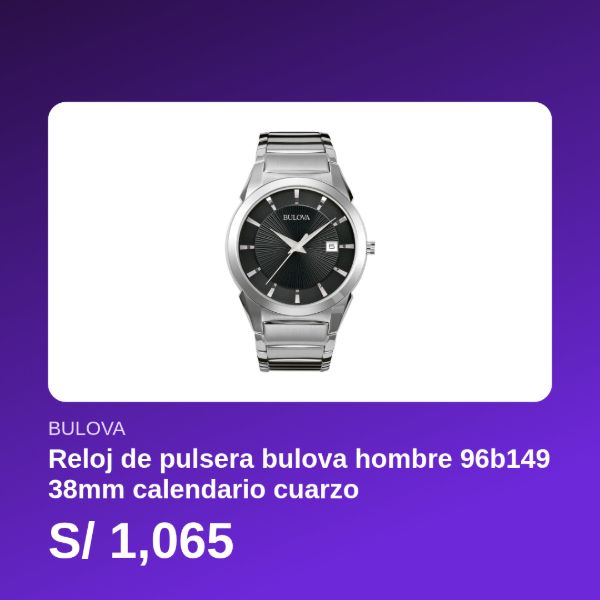 BULOVA
BULOVA
Reloj de pulsera bulova hombre 96b149
38mm calendario cuarzo
S/ 1,065